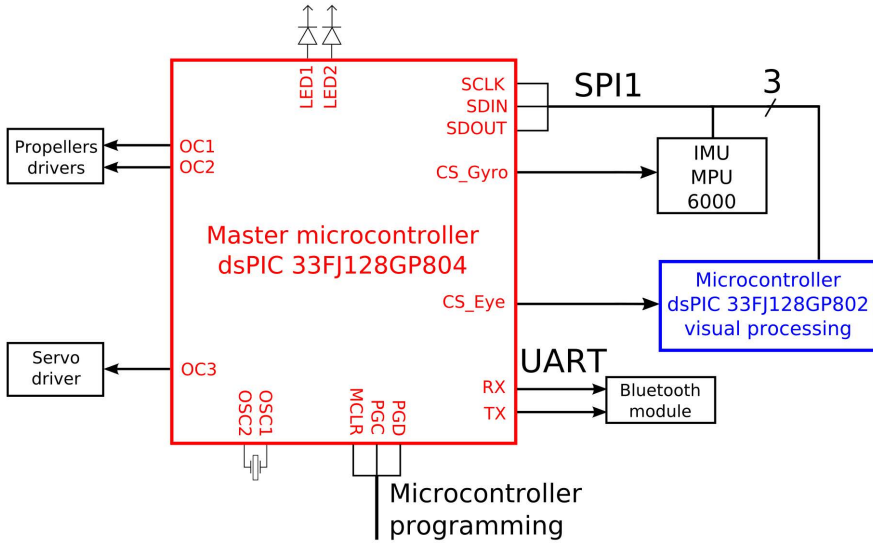 LED1
LED2
SCLK
SDIN
SDOUT
SPI1
3
OC1
OC2
Propellers
drivers
CS_Gyro
IMU
MPU
6000
Master microcontroller
dsPIC 33FJ128GP804
CS_Eye
Microcontroller
dsPIC 33FJ128GP802
visual processing
Servo
driver
OC3
UART
RX
TX
Bluetooth
module
OSC2
OSC1
MCLR
PGC
PGD
Microcontroller
programming